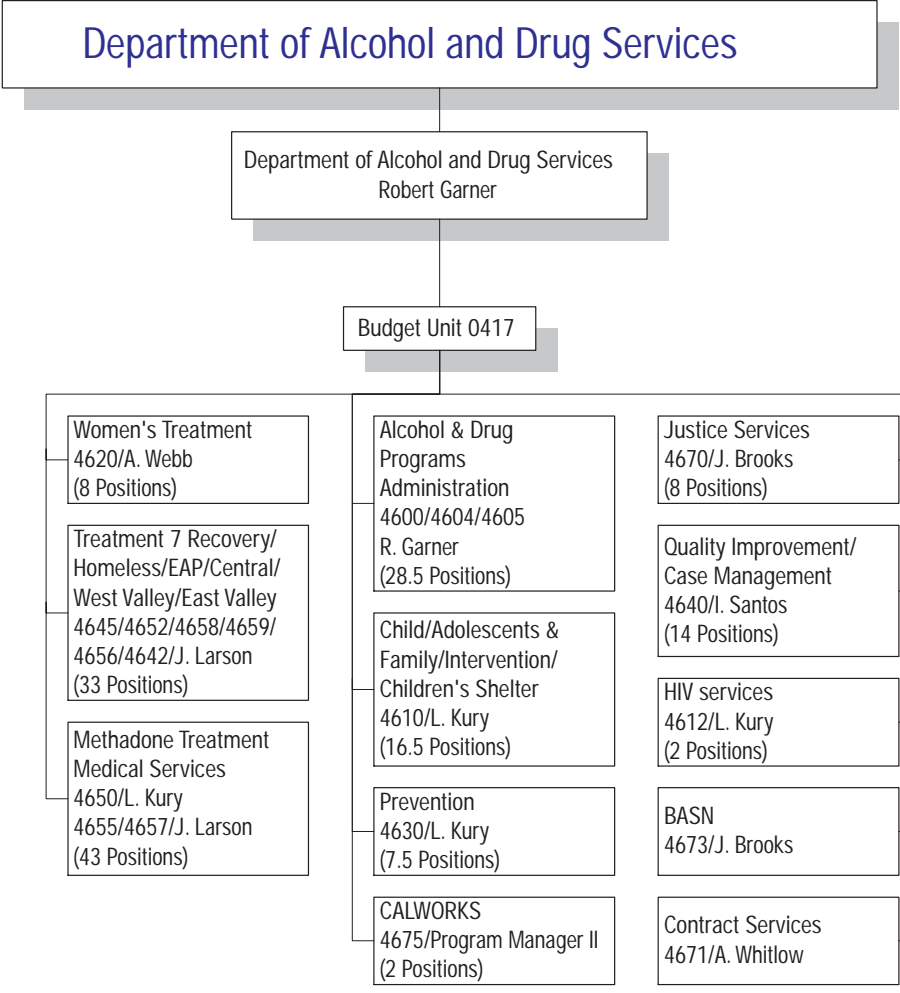 Department of Alcohol and Drug Services
Department of Alcohol and Drug Services
Robert Garner
Budget Unit 0417
Women's Treatment
4620/A. Webb
(8 Positions)
Treatment 7 Recovery/
Homeless/EAP/Central/
West Valley/East Valley
4645/4652/4658/4659/
4656/4642/J. Larson
(33 Positions)
Methadone Treatment
Medical Services
4650/L. Kury
4655/4657/J. Larson
(43 Positions)
Alcohol & Drug
Programs
Administration
4600/4604/4605
R. Garner
(28.5 Positions)
Child/Adolescents &
Family/Intervention/
Children's Shelter
4610/L. Kury
(16.5 Positions)
Prevention
4630/L. Kury
(7.5 Positions)
CALWORKS
4675/Program Manager II
(2 Positions)
Justice Services
4670/J. Brooks
(8 Positions)
Quality Improvement/
Case Management
4640/I. Santos
(14 Positions)
HIV services
4612/L. Kury
(2 Positions)
BASN
4673/J. Brooks
Contract Services
4671/A. Whitlow